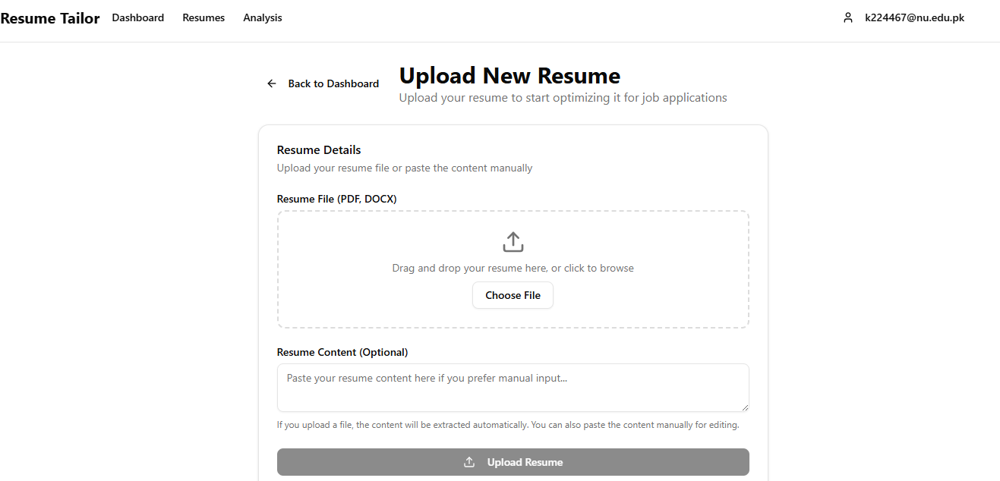 Resume Tailor Dashboard Resumes Analysis k224467@nu.edu.pk
Back to Dashboard
Upload New Resume
Upload your resume to start optimizing it for job applications
Resume Details
Upload your resume file or paste the content manually
Resume File (PDF, DOCX)
Drag and drop your resume here, or click to browse
Choose File
Resume Content (Optional)
Paste your resume content here if you prefer manual input...
If you upload a file, the content will be extracted automatically. You can also paste the content manually for editing.
Upload Resume